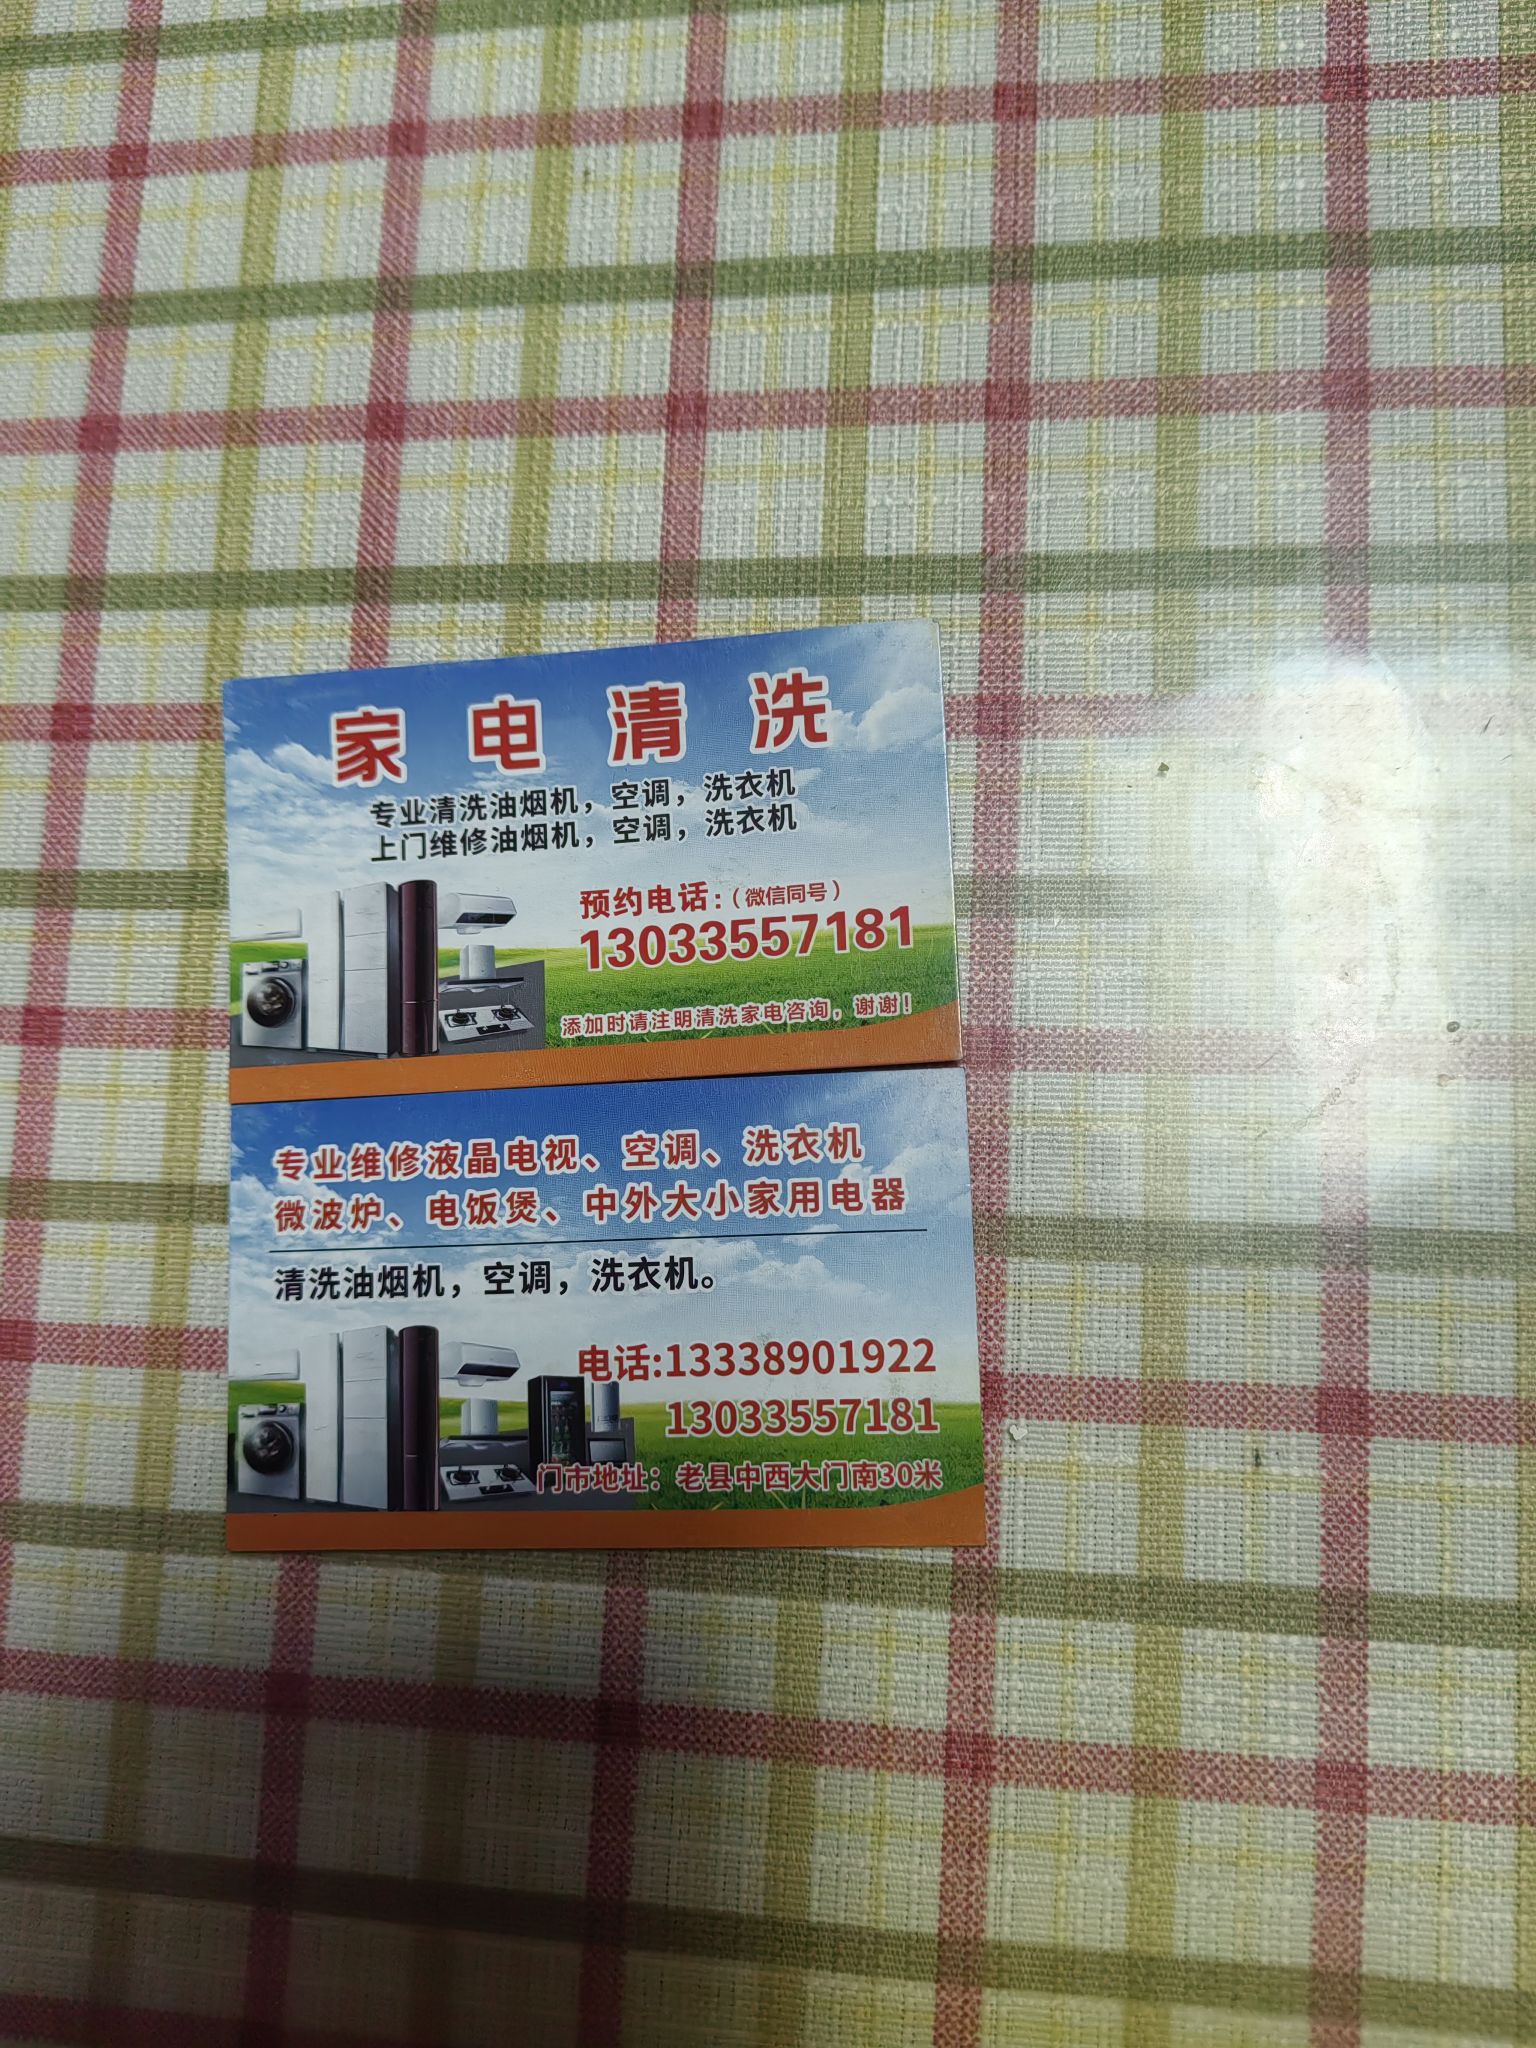 家电清洗
专业清洗油烟机，空调，洗衣机
上门维修油烟机，空调，洗衣机
预约电话:（微信同号）
13033557181
添加时请注明清洗家电咨询，谢谢！
专业维修液晶电视、空调、洗衣机
微波炉、电饭煲、中外大小家用电器
清洗油烟机，空调，洗衣机。
电话:13338901922
13033557181
门市地址：老县中西大门南30米